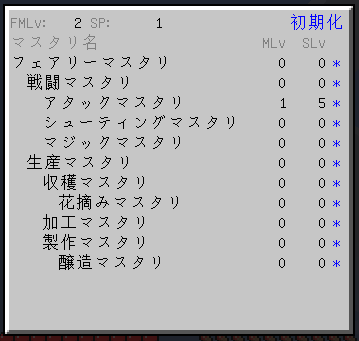 FMLv: 2 SP: 1 初期化
マスタリ名 MLv SLv
フェアリーマスタリ 0 0 *
戦闘マスタリ 0 0 *
アタックマスタリ 1 5 *
シューティングマスタリ 0 0 *
マジックマスタリ 0 0 *
生産マスタリ 0 0 *
収穫マスタリ 0 0 *
花摘みマスタリ 0 0 *
加工マスタリ 0 0 *
製作マスタリ 0 0 *
醸造マスタリ 0 0 *